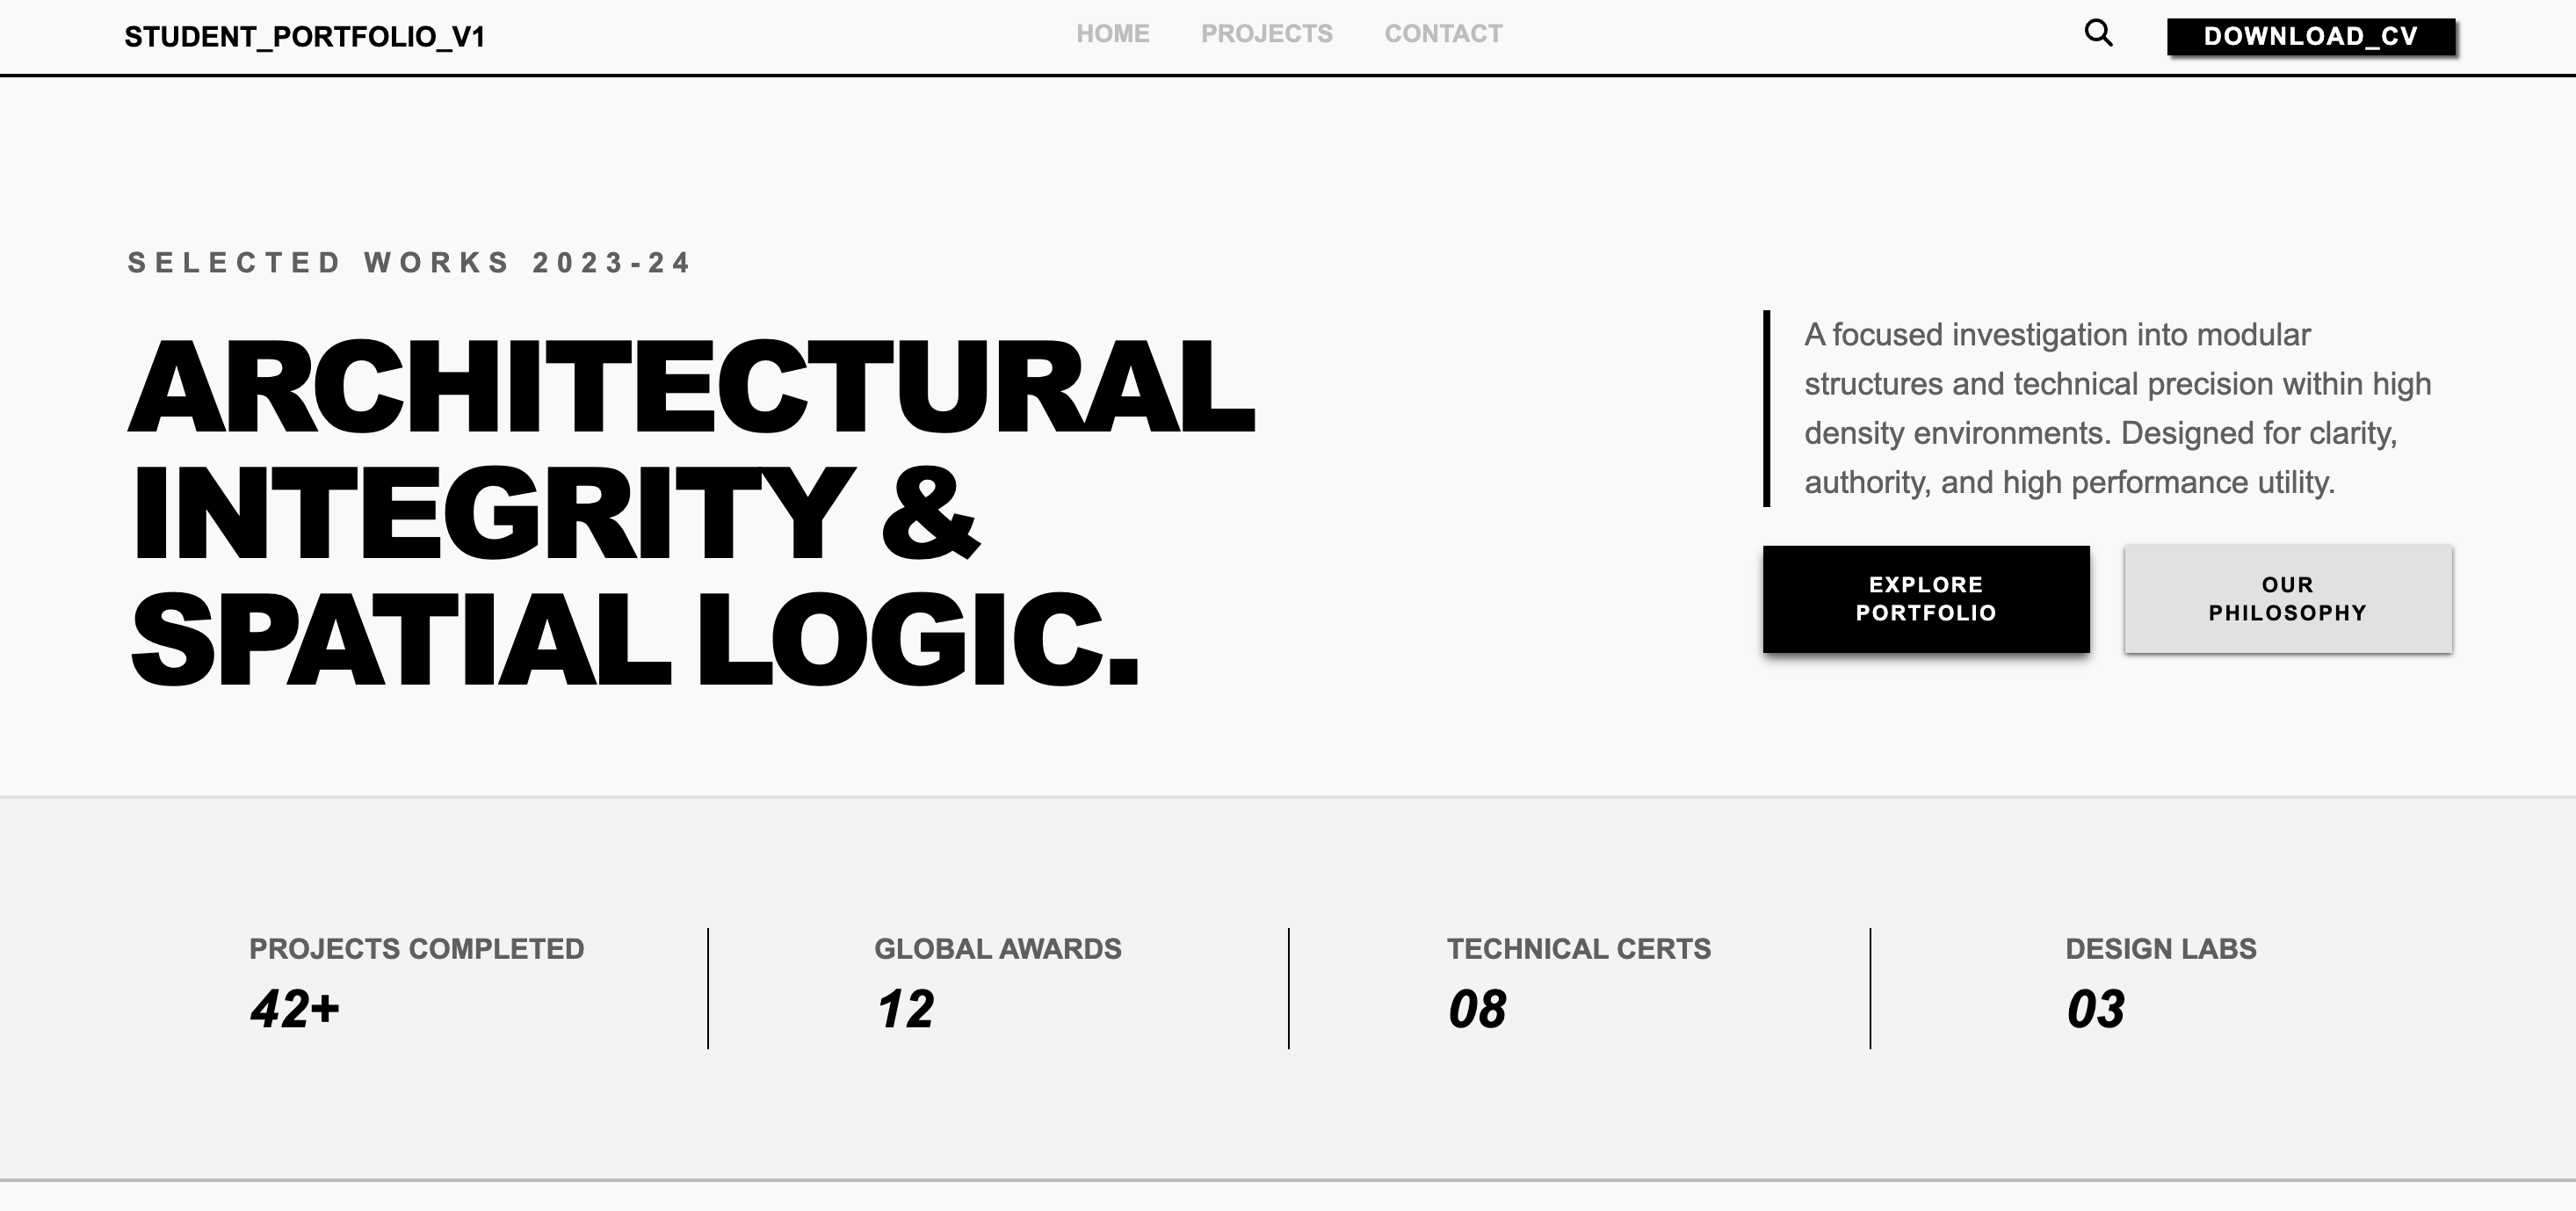 STUDENT_PORTFOLIO_V1
HOME PROJECTS CONTACT
DOWNLOAD_CV
SELECTED WORKS 2023-24
ARCHITECTURAL
INTEGRITY &
SPATIAL LOGIC.
A focused investigation into modular
structures and technical precision within high
density environments. Designed for clarity,
authority, and high performance utility.
EXPLORE
PORTFOLIO
OUR
PHILOSOPHY
PROJECTS COMPLETED
42+
GLOBAL AWARDS
12
TECHNICAL CERTS
08
DESIGN LABS
03